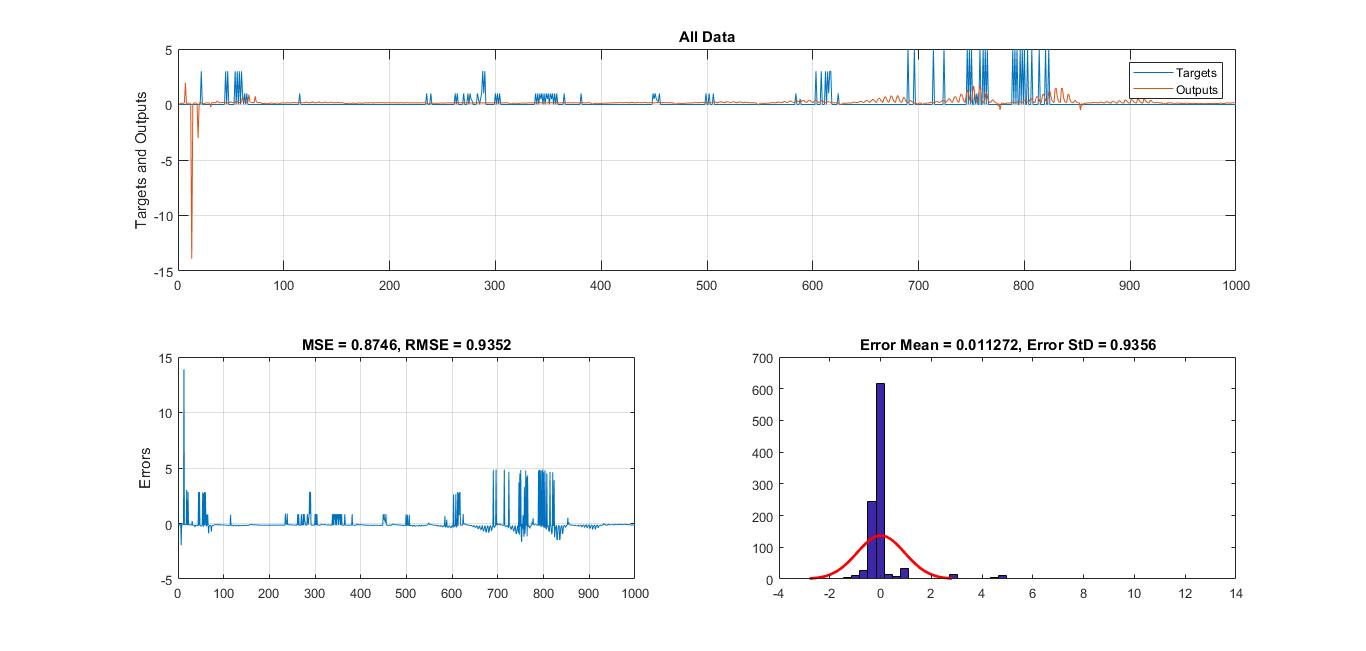 All Data
Targets and Outputs
5
0
-5
-10
-15
0 100 200 300 400 500 600 700 800 900 1000
Targets
Outputs
MSE = 0.8746, RMSE = 0.9352
Errors
15
10
5
0
-5
0 100 200 300 400 500 600 700 800 900 1000
Error Mean = 0.011272, Error StD = 0.9356
700
600
500
400
300
200
100
0
-4 -2 0 2 4 6 8 10 12 14